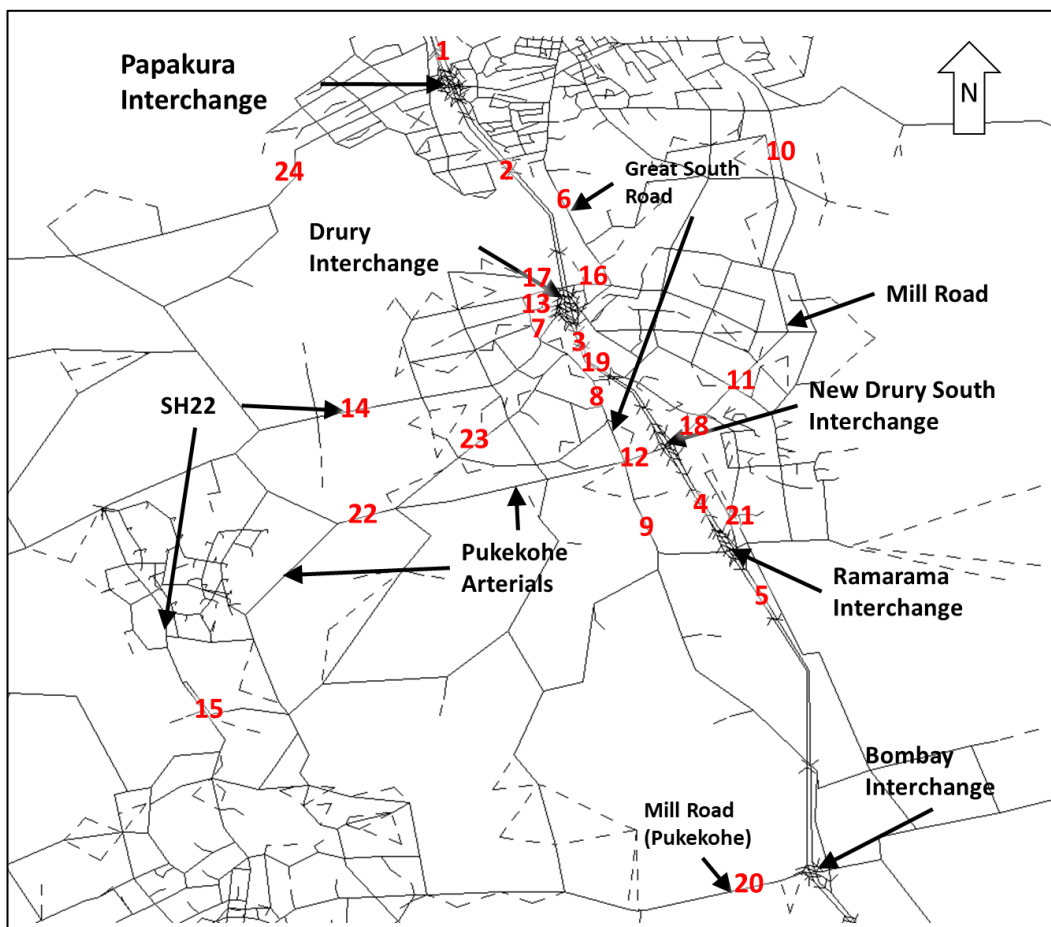 1
Papakura
Interchange
N
10
24
2
Great South
Road
6
Drury
Interchange
17
16
13
Mill Road
7
3
19
11
SH22
8
New Drury South
Interchange
14
18
23
12
4
22
21
9
Pukekohe
Arterials
Ramarama
Interchange
5
15
Bombay
Interchange
Mill Road
(Pukekohe)
20